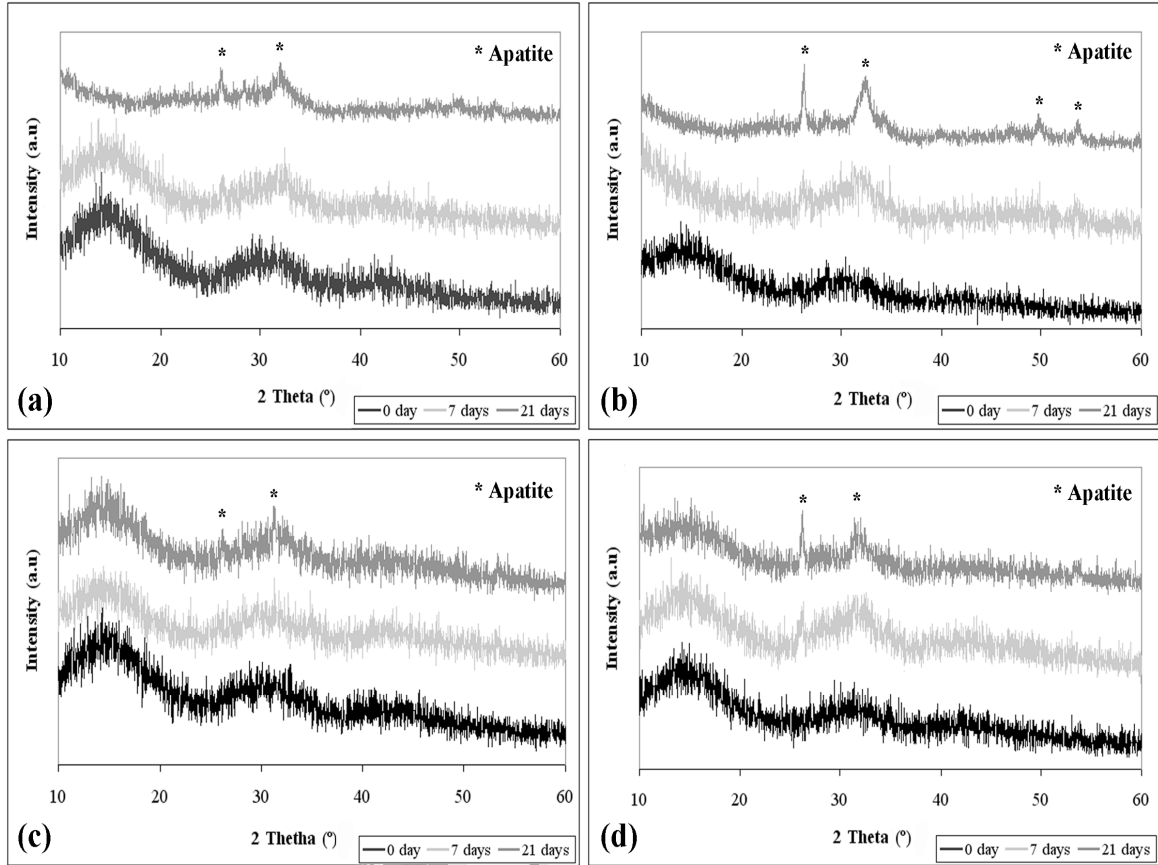 * * * Apatite
Intensity (a.u)
10 20 30 40 50 60
2 Theta (º)
(a)
0 day 7 days 21 days
* * * * * Apatite
Intensity (a.u)
10 20 30 40 50 60
2 Theta (º)
(b)
0 day 7 days 21 days
* * * Apatite
Intensity (a.u)
10 20 30 40 50 60
2 Thetha (º)
(c)
0 day 7 days 21 days
* * * Apatite
Intensity (a.u)
10 20 30 40 50 60
2 Theta (º)
(d)
0 day 7 days 21 days